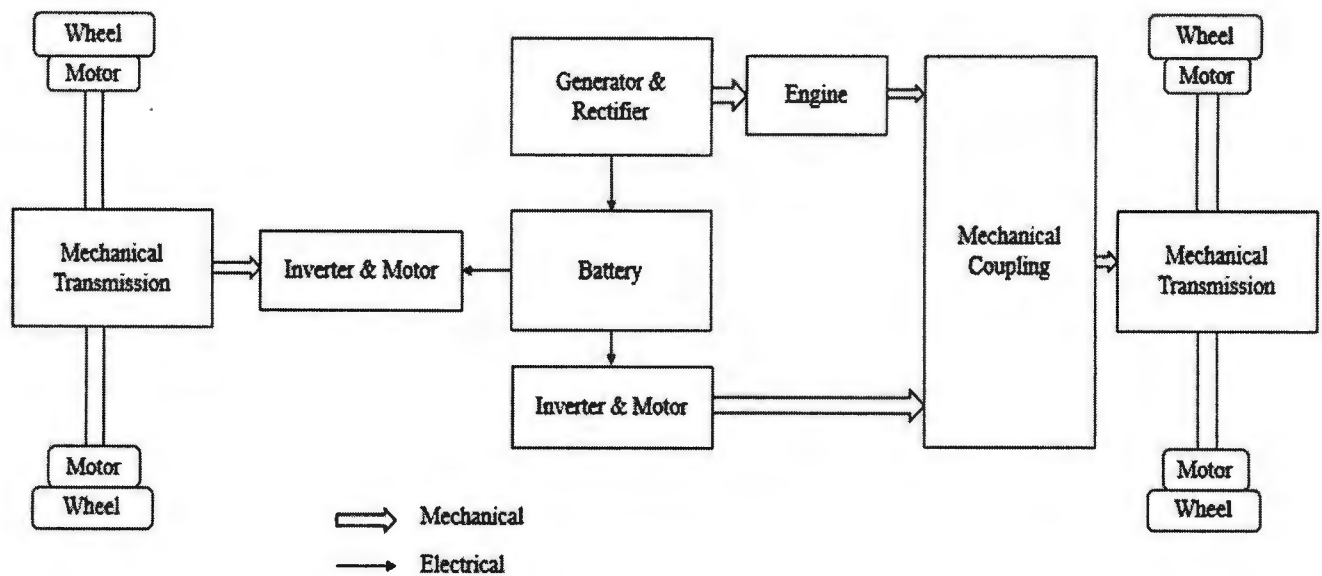 Wheel
Motor
Generator &
Rectifier
Engine
Wheel
Motor
Mechanical
Transmission
Inverter & Motor
Battery
Mechanical
Coupling
Mechanical
Transmission
Inverter & Motor
Motor
Wheel
Motor
Wheel
Mechanical
Electrical